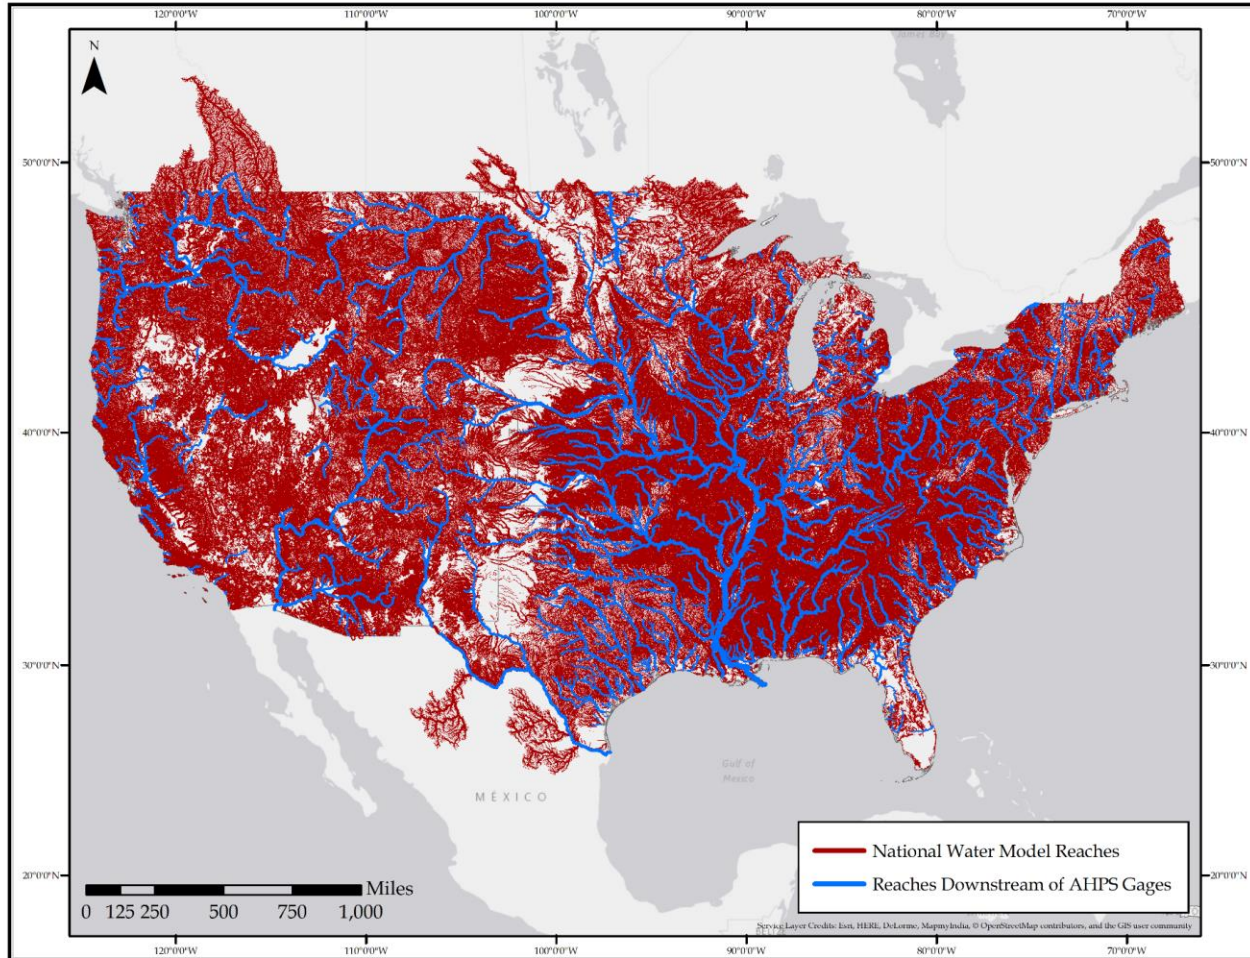 120°0'0"W 110°0'0"W 100°0'0"W 90°0'0"W 80°0'0"W 70°0'0"W
James Bay
N
50°0'0"N 50°0'0"N
40°0'0"N 40°0'0"N
30°0'0"N 30°0'0"N
Gulf of
Mexico
MÉXICO
National Water Model Reaches
Reaches Downstream of AHPS Gages
20°0'0"N 20°0'0"N
Miles
0 125 250 500 750 1,000
Service Layer Credits: Esri, HERE, DeLorme, MapmyIndia, © OpenStreetMap contributors, and the GIS user community
120°0'0"W 110°0'0"W 100°0'0"W 90°0'0"W 80°0'0"W 70°0'0"W